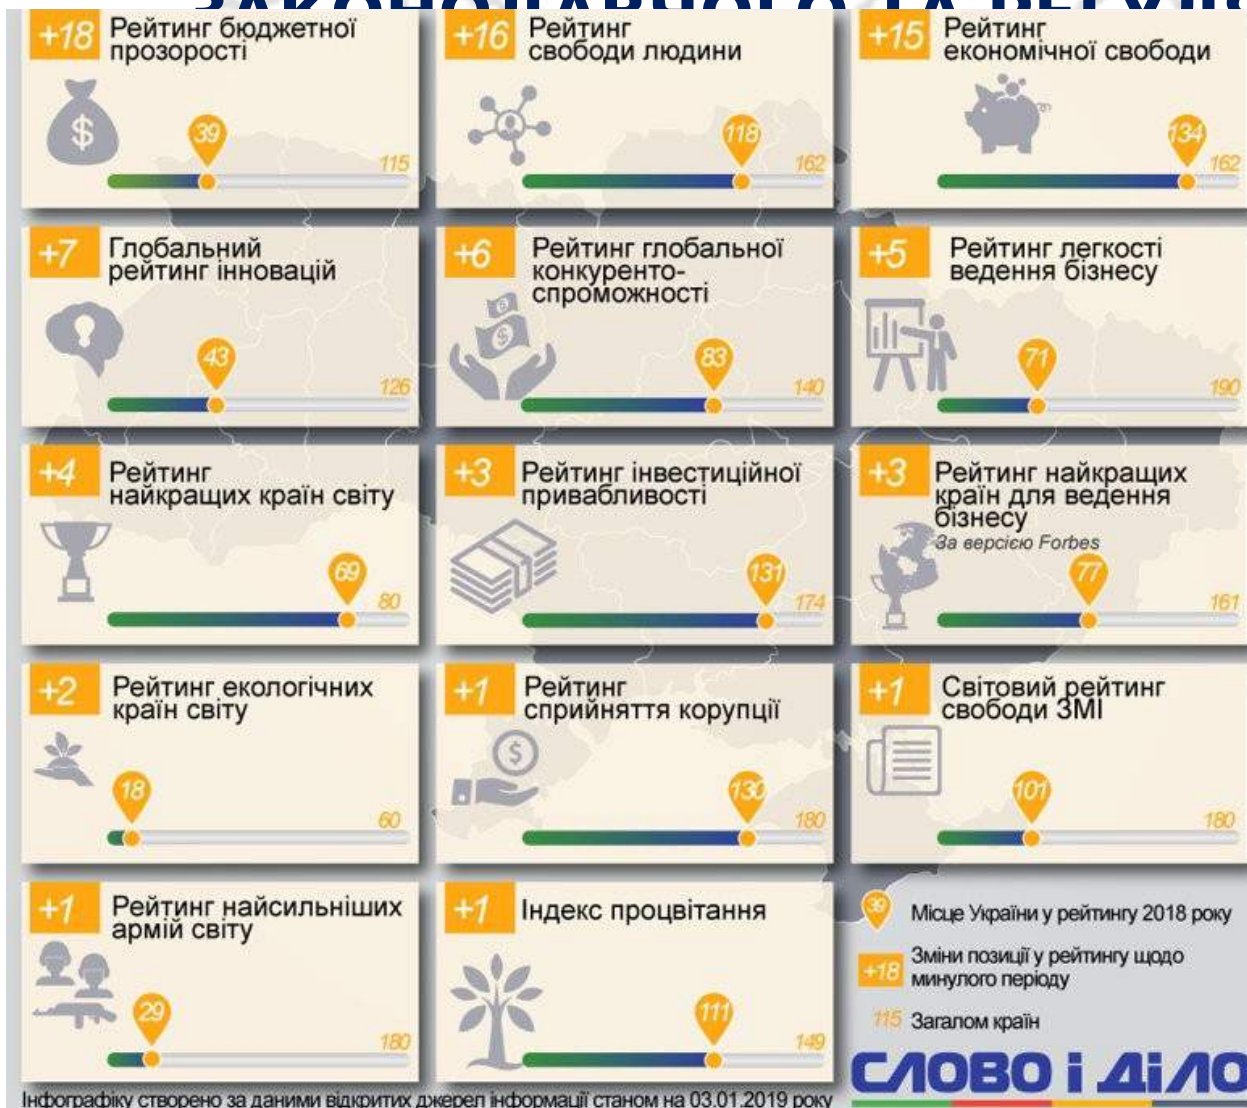 ЗАКОНОДАВЧОГО ТА РЕГУЛЯ
+18
Рейтинг бюджетної
прозорості
$
39
115
+16
Рейтинг
свободи людини
118
162
+15
Рейтинг
економічної свободи
134
162
+7
Глобальний
рейтинг інновацій
43
126
+6
Рейтинг глобальної
конкуренто-
спроможності
$
83
140
+5
Рейтинг легкості
ведення бізнесу
71
190
+4
Рейтинг
найкращих країн світу
69
80
+3
Рейтинг інвестиційної
привабливості
131
174
+3
Рейтинг найкращих
країн для ведення
бізнесу
За версією Forbes
77
161
+2
Рейтинг екологічних
країн світу
18
60
+1
Рейтинг
сприйняття корупції
$
130
180
+1
Світовий рейтинг
свободи ЗМІ
101
180
+1
Рейтинг найсильніших
армій світу
29
180
+1
Індекс процвітання
111
149
39
Місце України у рейтингу 2018 року
+18
Зміни позиції у рейтингу щодо
минулого періоду
115
Загалом країн
СЛОВО і ДіЛО
Інфографіку створено за даними відкритих джерел інформації станом на 03.01.2019 року